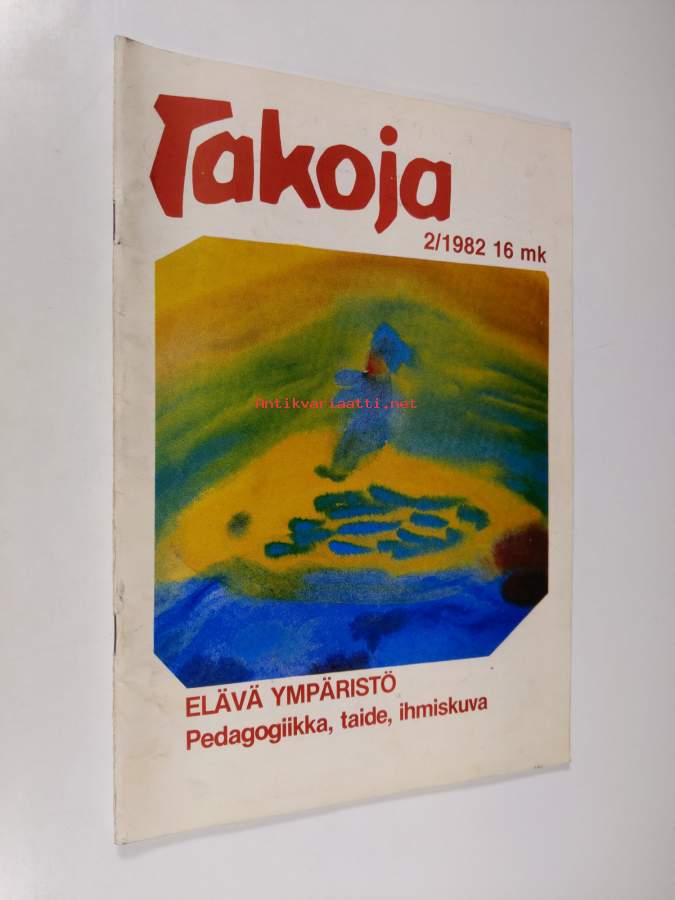 Takoja
2/1982 16 mk
Antikvariaatti.net
ELÄVÄ YMPÄRISTÖ
Pedagogiikka, taide, ihmiskuva